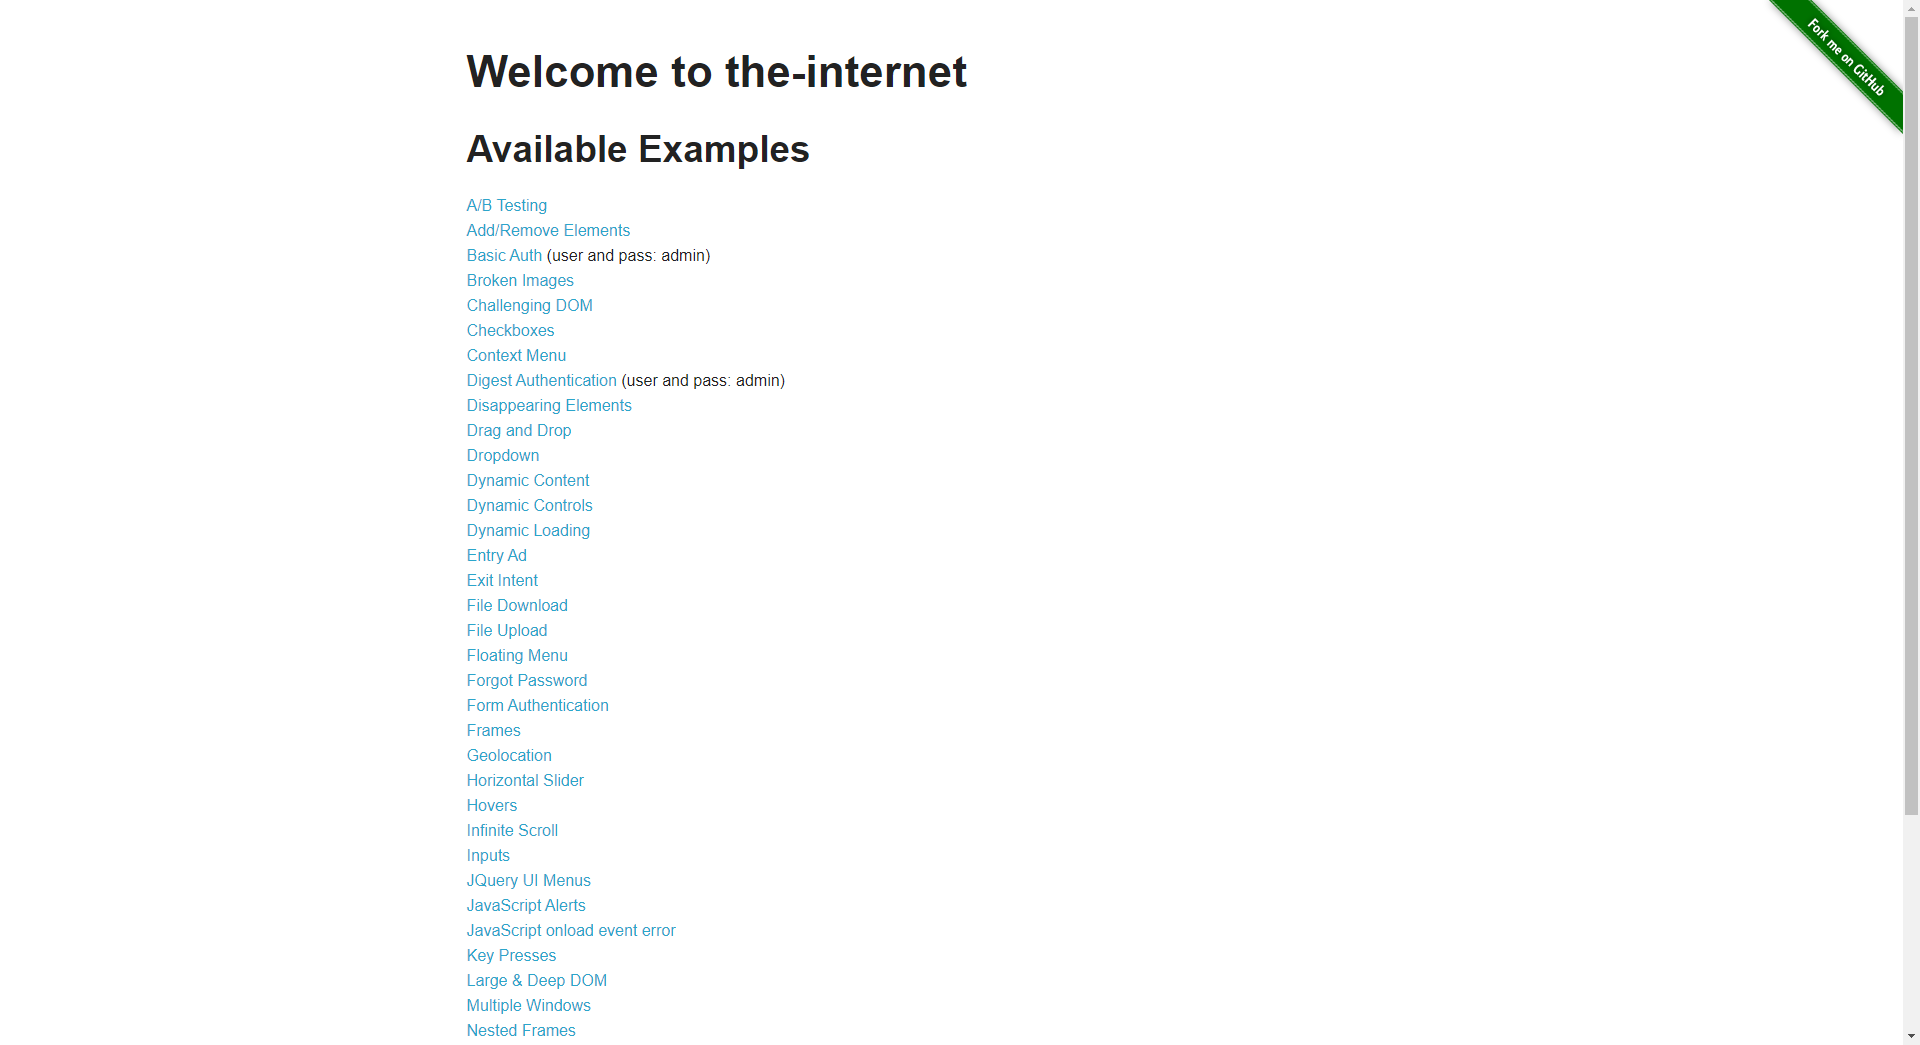 Welcome to the-internet
Fork me on GitHub
Available Examples
A/B Testing
Add/Remove Elements
Basic Auth (user and pass: admin)
Broken Images
Challenging DOM
Checkboxes
Context Menu
Digest Authentication (user and pass: admin)
Disappearing Elements
Drag and Drop
Dropdown
Dynamic Content
Dynamic Controls
Dynamic Loading
Entry Ad
Exit Intent
File Download
File Upload
Floating Menu
Forgot Password
Form Authentication
Frames
Geolocation
Horizontal Slider
Hovers
Infinite Scroll
Inputs
JQuery UI Menus
JavaScript Alerts
JavaScript onload event error
Key Presses
Large & Deep DOM
Multiple Windows
Nested Frames